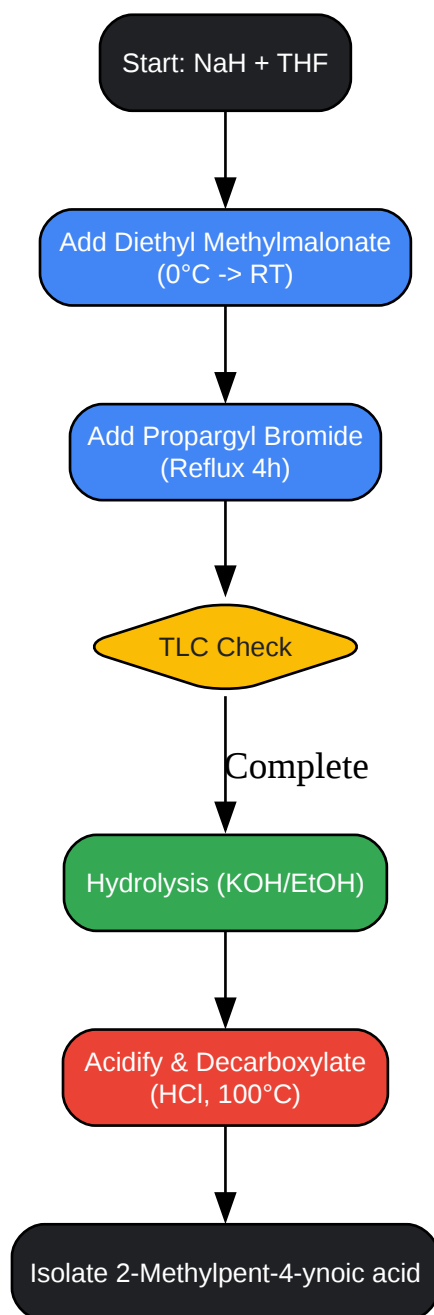 Start: NaH + THF
Add Diethyl Methylmalonate
(0°C -> RT)
Add Propargyl Bromide
(Reflux 4h)
TLC Check
Complete
Hydrolysis (KOH/EtOH)
Acidify & Decarboxylate
(HCl, 100°C)
Isolate 2-Methylpent-4-ynoic acid